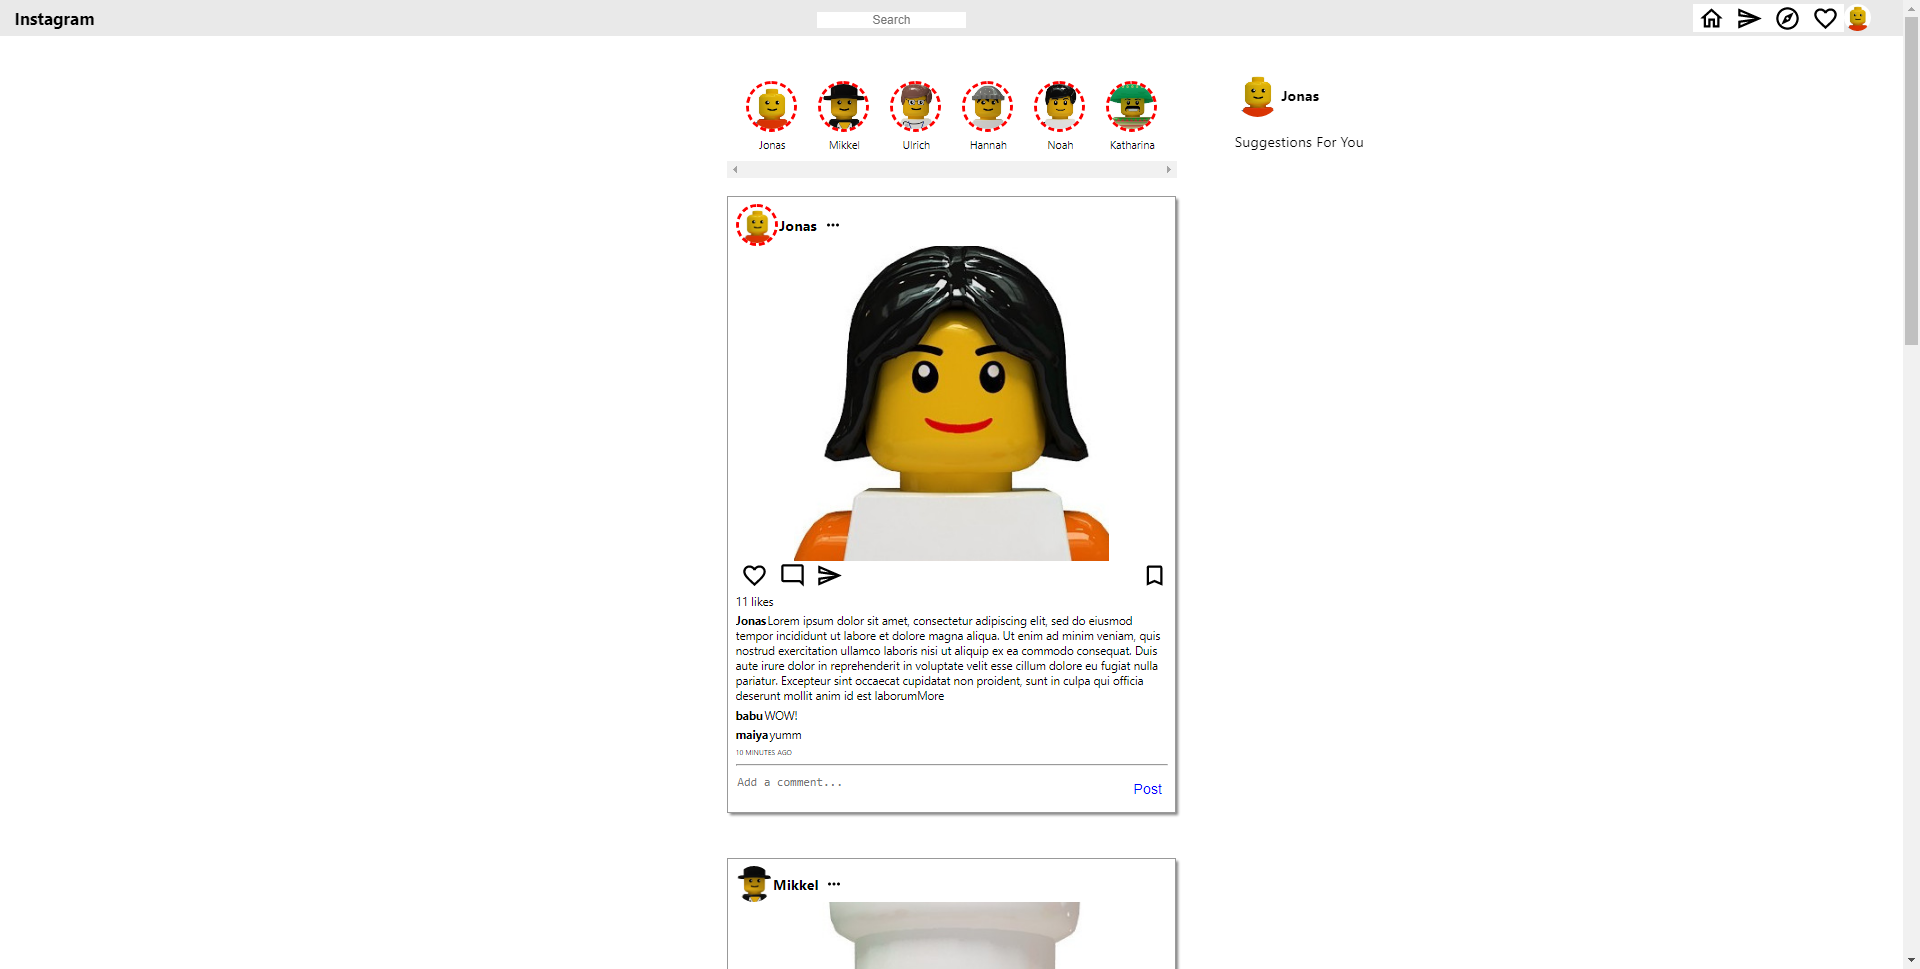 Instagram
Search
Jonas
Mikkel
Ulrich
Hannah
Noah
Katharina
Jonas
Suggestions For You
Jonas
11 likes
JonasLorem ipsum dolor sit amet, consectetur adipiscing elit, sed do eiusmod
tempor incididunt ut labore et dolore magna aliqua. Ut enim ad minim veniam, quis
nostrud exercitation ullamco laboris nisi ut aliquip ex ea commodo consequat. Duis
aute irure dolor in reprehenderit in voluptate velit esse cillum dolore eu fugiat nulla
pariatur. Excepteur sint occaecat cupidatat non proident, sunt in culpa qui officia
deserunt mollit anim id est laborumMore
babu WOW!
maiya yumm
10 MINUTES AGO
Add a comment...
Post
Mikkel